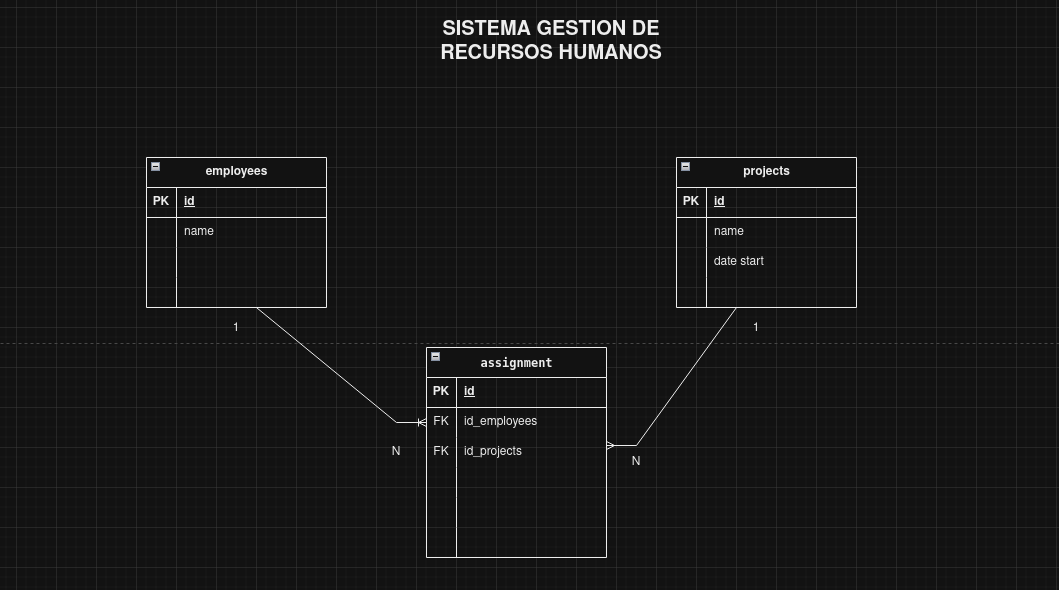 SISTEMA GESTION DE
RECURSOS HUMANOS
employees
PK id
name
projects
PK id
name
date start
1
1
assignment
PK id
FK id_employees
FK id_projects
N
N